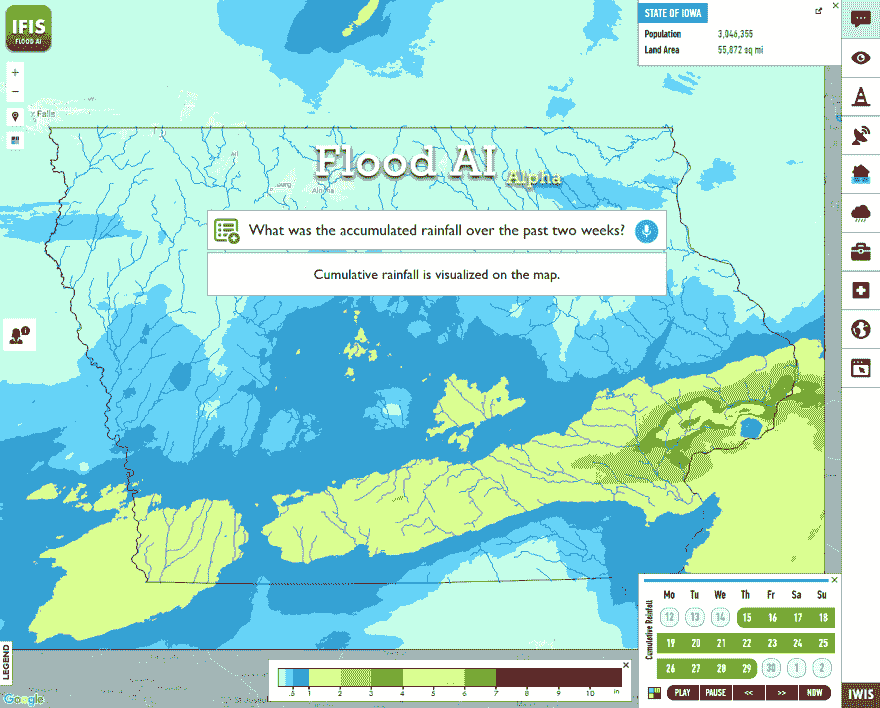 IFIS
FLOOD AI
STATE OF IOWA
Population 3,046,355
Land Area 55,872 sq mi
+
−
Falls
Flood AI
Alpha
What was the accumulated rainfall over the past two weeks?
Cumulative rainfall is visualized on the map.
LEGEND
Google
.5 1 2 3 4 5 6 7 8 9 10 in
Cumulative Rainfall
Mo Tu We Th Fr Sa Su
12 13 14 15 16 17 18
19 20 21 22 23 24 25
26 27 28 29 30 1 2
PLAY PAUSE << >> NOW
IWIS